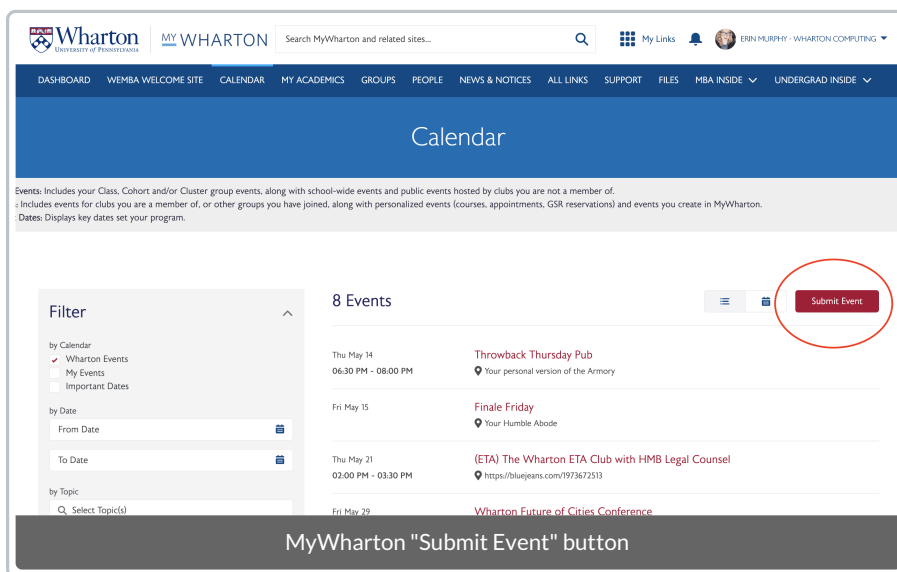 Wharton
UNIVERSITY of PENNSYLVANIA
MY WHARTON
Search MyWharton and related sites...
My Links
ERIN MURPHY - WHARTON COMPUTING
DASHBOARD WEMBA WELCOME SITE CALENDAR MY ACADEMICS GROUPS PEOPLE NEWS & NOTICES ALL LINKS SUPPORT FILES MBA INSIDE UNDERGRAD INSIDE
Calendar
Events: Includes your Class, Cohort and/or Cluster group events, along with school-wide events and public events hosted by clubs you are not a member of.
: Includes events for clubs you are a member of, or other groups you have joined, along with personalized events (courses, appointments, GSR reservations) and events you create in MyWharton.
Dates: Displays key dates set your program.
Filter
by Calendar
Wharton Events
My Events
Important Dates
by Date
From Date
To Date
by Topic
Select Topic(s)
8 Events
Submit Event
Thu May 14
06:30 PM - 08:00 PM
Throwback Thursday Pub
Your personal version of the Armory
Fri May 15
Finale Friday
Your Humble Abode
Thu May 21
02:00 PM - 03:30 PM
(ETA) The Wharton ETA Club with HMB Legal Counsel
https://bluejeans.com/1973672513
Fri May 29
Wharton Future of Cities Conference
MyWharton "Submit Event" button